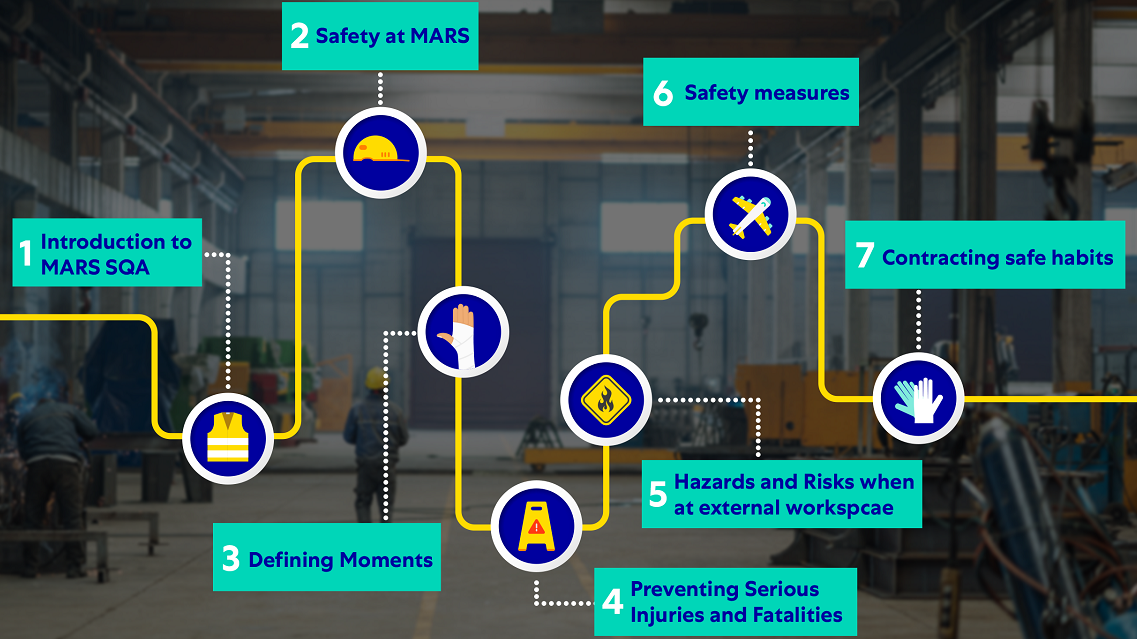 2 Safety at MARS
6 Safety measures
1 Introduction to
MARS SQA
7 Contracting safe habits
5 Hazards and Risks when
at external workspcae
3 Defining Moments
4 Preventing Serious
Injuries and Fatalities